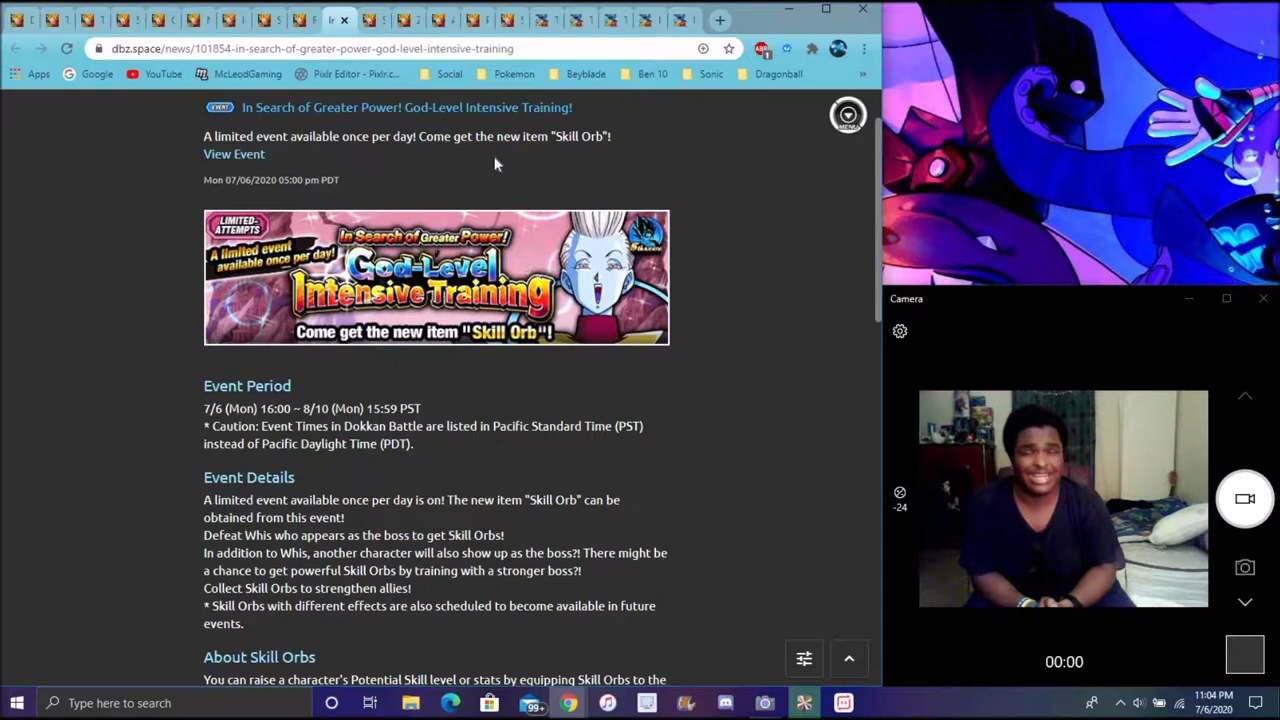 dbz.space/news/101854-in-search-of-greater-power-god-level-intensive-training
Apps Google YouTube McLeodGaming Pixlr Editor - Pixlr.c... Social Pokemon Beyblade Ben 10 Sonic Dragonball »
EVENT In Search of Greater Power! God-Level Intensive Training!
MENU
A limited event available once per day! Come get the new item "Skill Orb"!
View Event
Mon 07/06/2020 05:00 pm PDT
LIMITED-
ATTEMPTS
A limited event
available once per day!
In Search of Greater Power!
God-Level
Intensive Training
Come get the new item "Skill Orb"!
Event Period
7/6 (Mon) 16:00 ~ 8/10 (Mon) 15:59 PST
* Caution: Event Times in Dokkan Battle are listed in Pacific Standard Time (PST)
instead of Pacific Daylight Time (PDT).
Event Details
A limited event available once per day is on! The new item "Skill Orb" can be
obtained from this event!
Defeat Whis who appears as the boss to get Skill Orbs!
In addition to Whis, another character will also show up as the boss?! There might be
a chance to get powerful Skill Orbs by training with a stronger boss?!
Collect Skill Orbs to strengthen allies!
* Skill Orbs with different effects are also scheduled to become available in future
events.
About Skill Orbs
You can raise a character's Potential Skill level or stats by equipping Skill Orbs to the
Camera
-24
00:00
Type here to search
99+
11:04 PM
7/6/2020